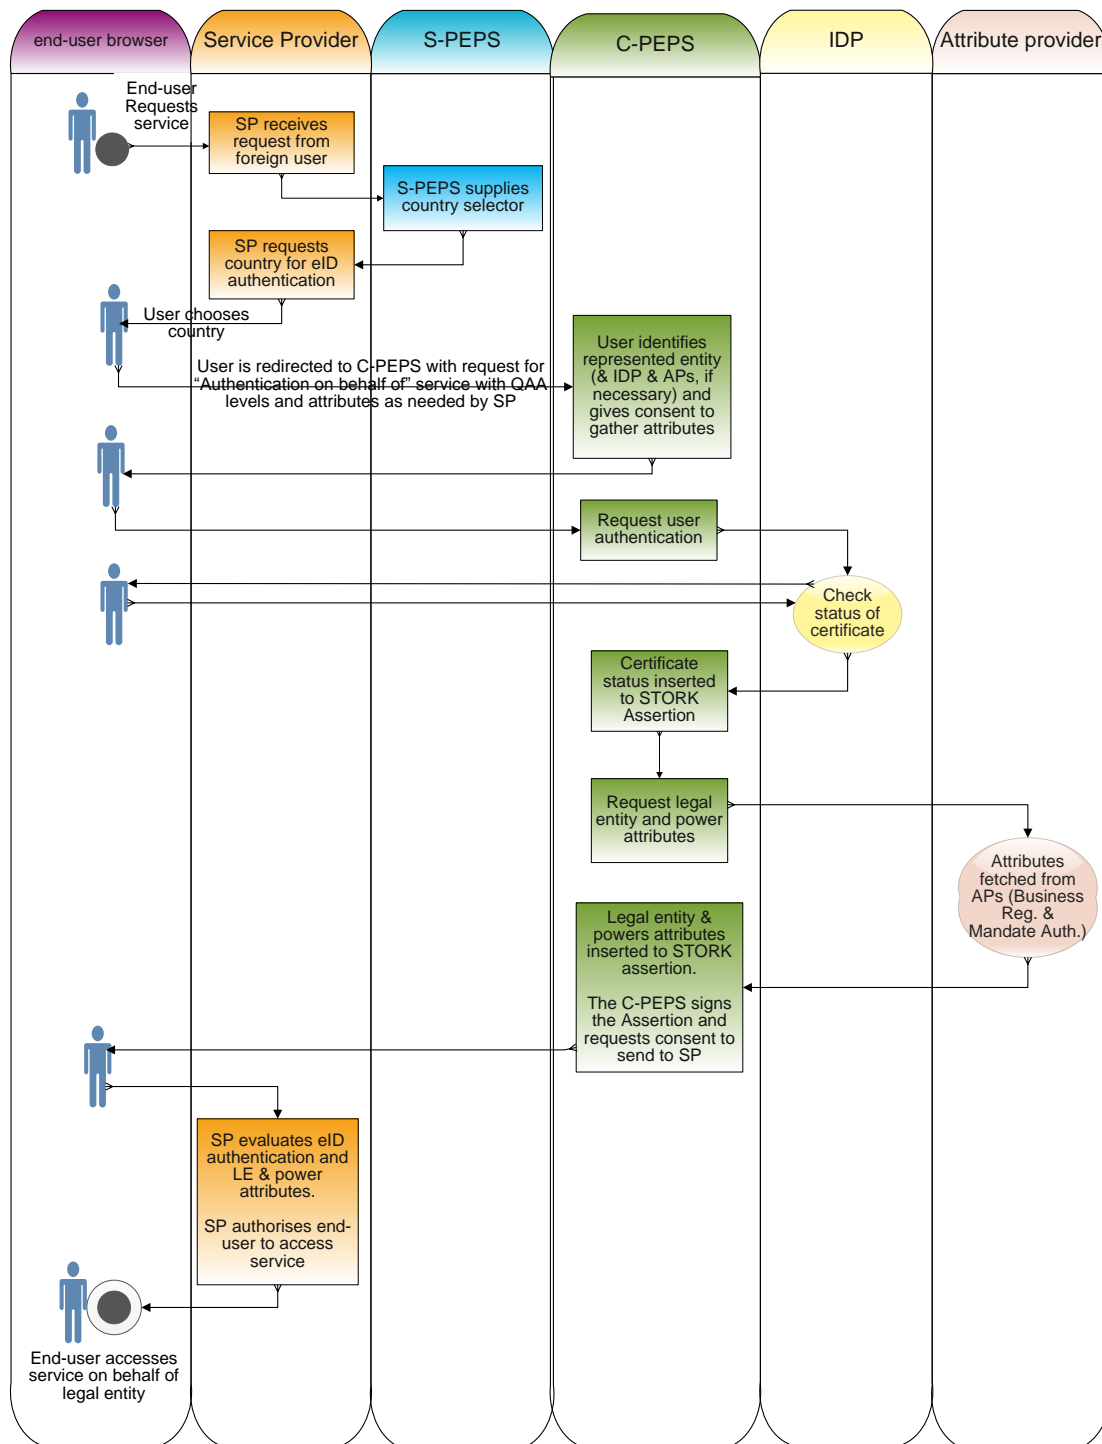 end-user browser
Service Provider
S-PEPS
C-PEPS
IDP
Attribute provider
End-user
Requests
service
SP receives
request from
foreign user
S-PEPS supplies
country selector
SP requests
country for eID
authentication
User chooses
country
User is redirected to C-PEPS with request for
“Authentication on behalf of” service with QAA
levels and attributes as needed by SP
User identifies
represented entity
(& IDP & APs, if
necessary) and
gives consent to
gather attributes
Request user
authentication
Check
status of
certificate
Certificate
status inserted
to STORK
Assertion
Request legal
entity and power
attributes
Attributes
fetched from
APs (Business
Reg. &
Mandate Auth.)
Legal entity &
powers attributes
inserted to STORK
assertion.
The C-PEPS signs
the Assertion and
requests consent to
send to SP
SP evaluates eID
authentication and
LE & power
attributes.
SP authorises end-
user to access
service
End-user accesses
service on behalf of
legal entity